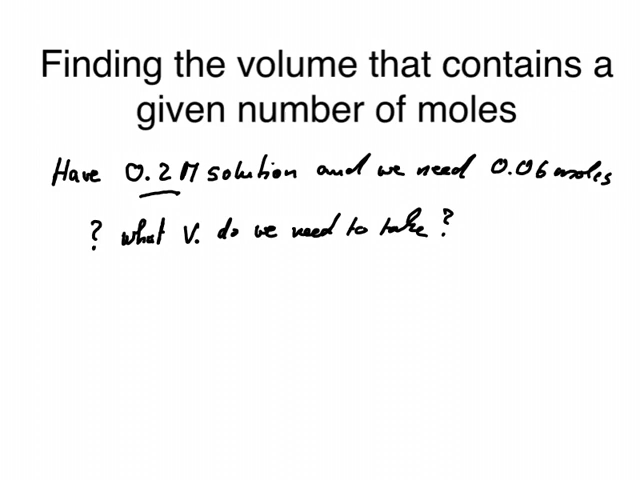 Finding the volume that contains a
given number of moles
Have 0.2 M solution and we need 0.06 moles
? what V. do we need to take ?